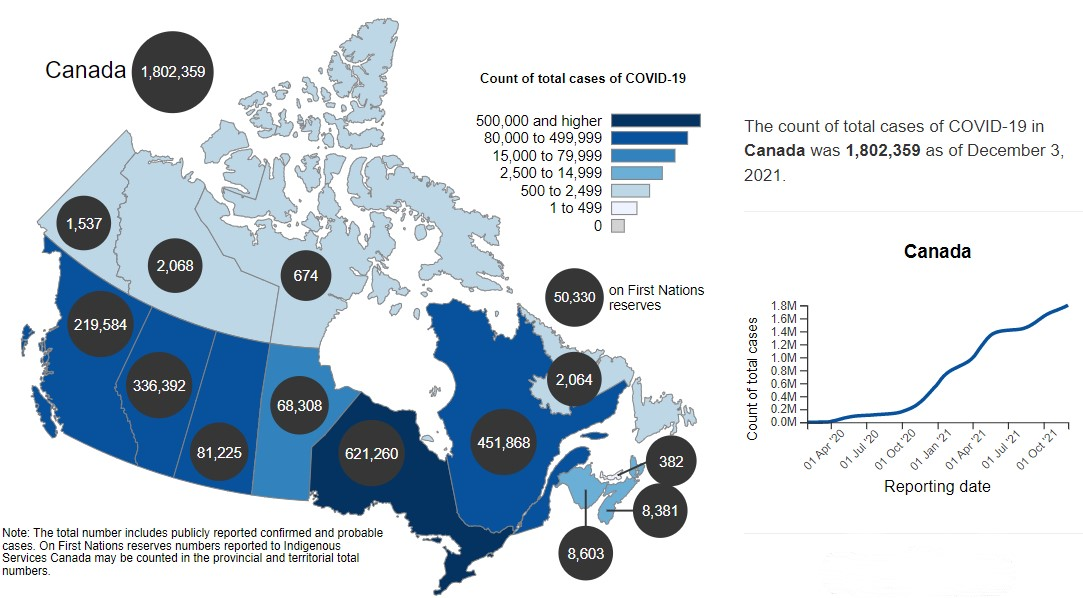 Canada
1,802,359
Count of total cases of COVID-19
500,000 and higher
80,000 to 499,999
15,000 to 79,999
2,500 to 14,999
500 to 2,499
1 to 499
0
1,537
2,068
674
50,330
on First Nations
reserves
219,584
336,392
81,225
68,308
621,260
451,868
2,064
382
8,381
8,603
Note: The total number includes publicly reported confirmed and probable
cases. On First Nations reserves numbers reported to Indigenous
Services Canada may be counted in the provincial and territorial total
numbers.
The count of total cases of COVID-19 in
Canada was 1,802,359 as of December 3,
2021.
Canada
Count of total cases
1.8M
1.6M
1.4M
1.2M
1.0M
0.8M
0.6M
0.4M
0.2M
0.0M
01 Apr'20
01 Jul'20
01 Oct'20
01 Jan'21
01 Apr'21
01 Jul'21
01 Oct'21
Reporting date